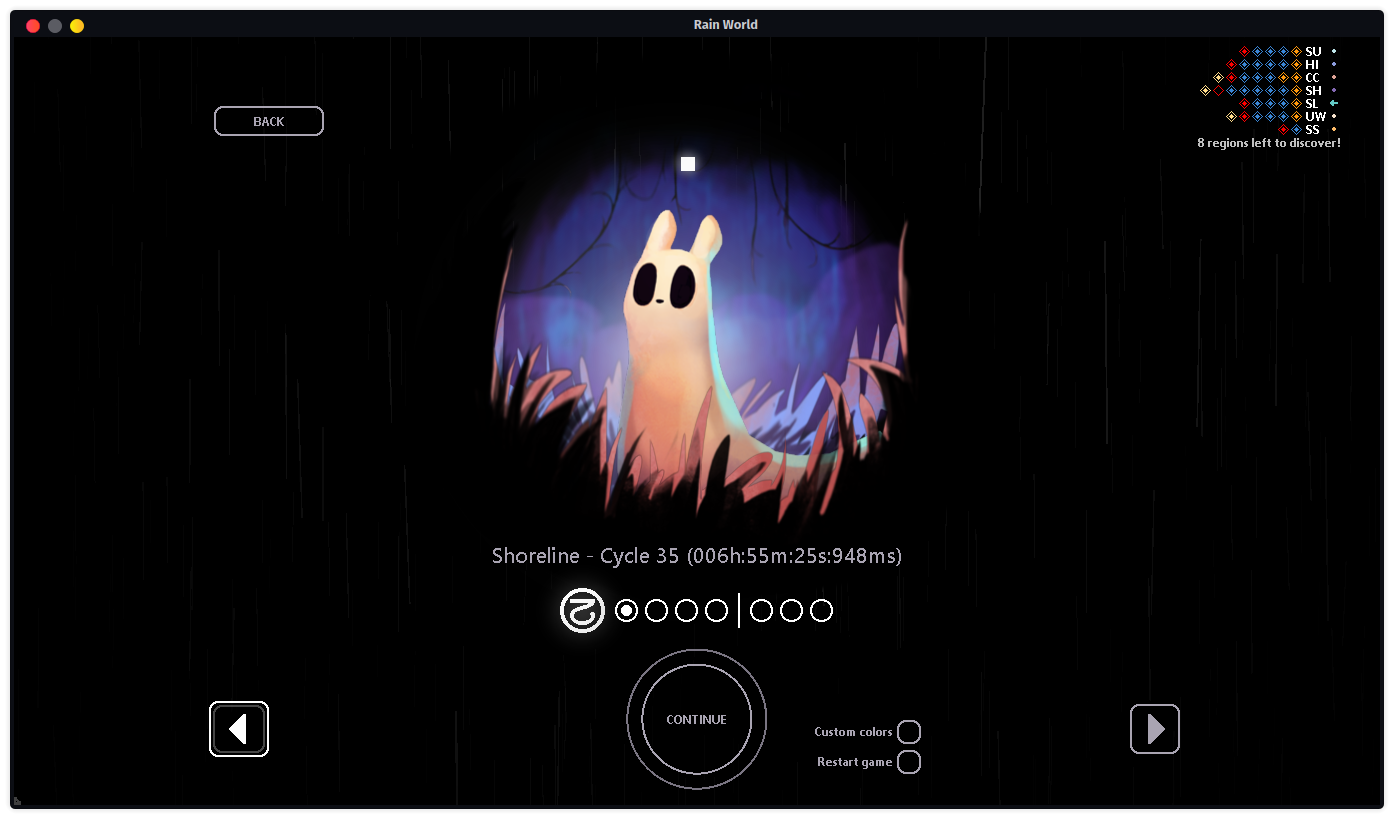 Rain World
BACK
SU
HI
CC
SH
SL
UW
SS
8 regions left to discover!
Shoreline - Cycle 35 (006h:55m:25s:948ms)
CONTINUE
Custom colors
Restart game